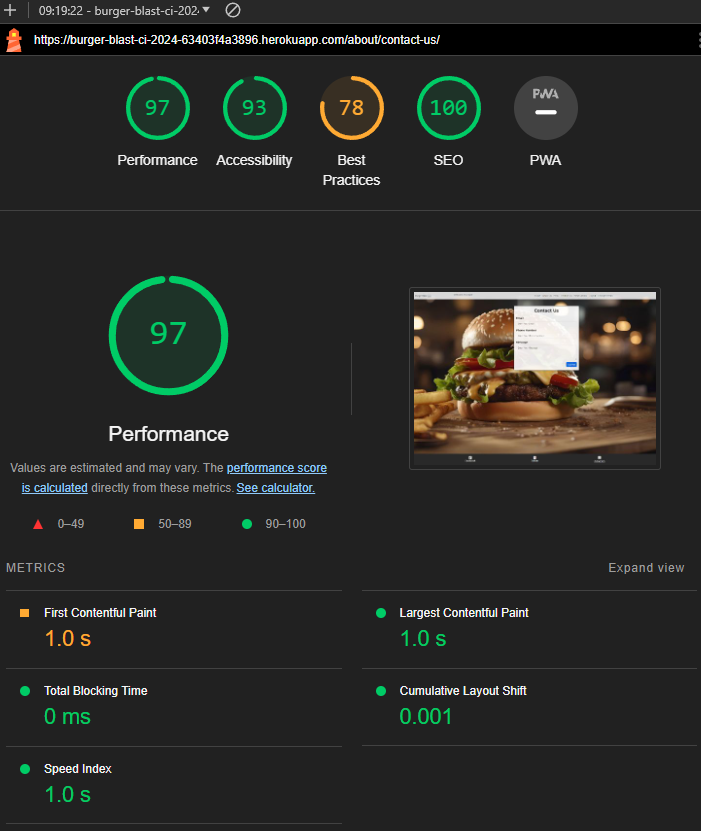 09:19:22 - burger-blast-ci-202
https://burger-blast-ci-2024-63403f4a3896.herokuapp.com/about/contact-us/
97
93
78
100
PWA
Performance
Accessibility
Best
Practices
SEO
PWA
97
Performance
Values are estimated and may vary. The performance score
is calculated directly from these metrics. See calculator.
0–49
50–89
90–100
Contact Us
METRICS
Expand view
First Contentful Paint
1.0 s
Largest Contentful Paint
1.0 s
Total Blocking Time
0 ms
Cumulative Layout Shift
0.001
Speed Index
1.0 s